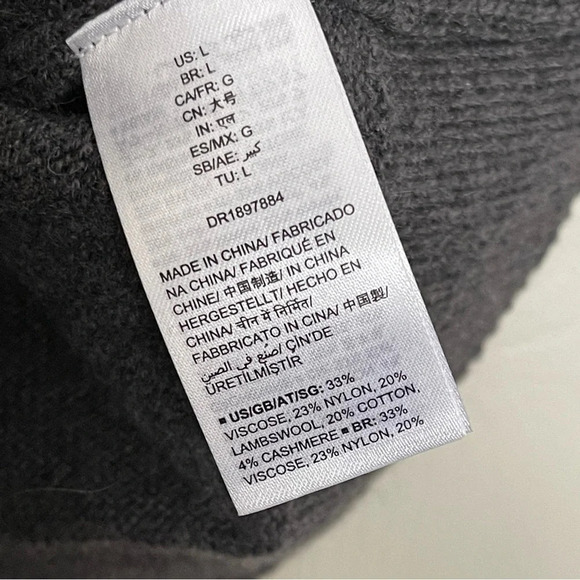 US: L
BR: L
CA/FR: G
CN: 大号
IN: एल
ES/MX: G
SB/AE: كبير
TU: L
DR1897884
MADE IN CHINA/ FABRICADO
NA CHINA/ FABRIQUÉ EN
CHINE/ 中国制造/ IN CHINA
HERGESTELLT/ HECHO EN
CHINA/ चीन में निर्मित/
FABBRICATO IN CINA/ 中国製/
صُنع في الصين/ ÇİN'DE
ÜRETİLMİŞTİR
■ US/GB/AT/SG: 33%
VISCOSE, 23% NYLON, 20%
LAMBSWOOL, 20% COTTON,
4% CASHMERE ■ BR: 33%
VISCOSE, 23% NYLON, 20%